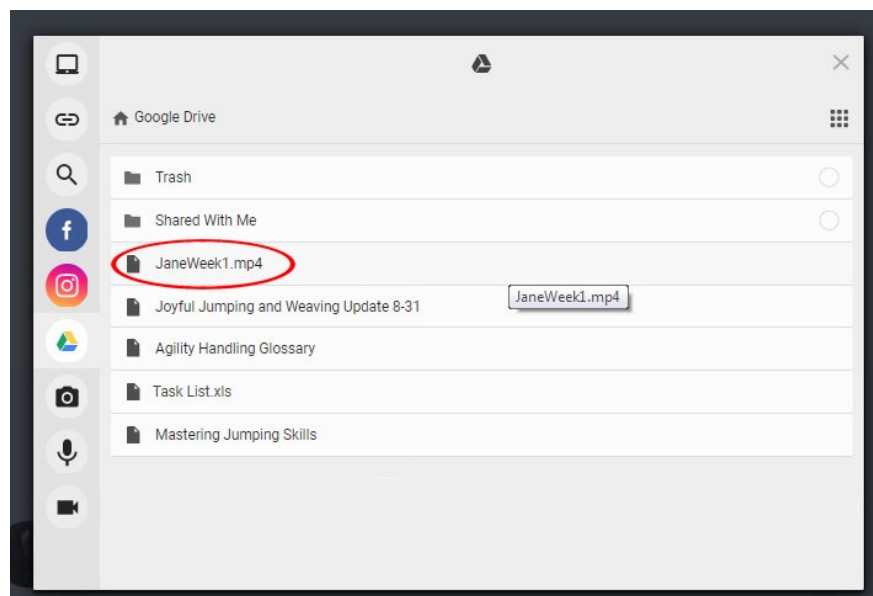 Google Drive
Trash
Shared With Me
JaneWeek1.mp4
JaneWeek1.mp4
Joyful Jumping and Weaving Update 8-31
Agility Handling Glossary
Task List.xls
Mastering Jumping Skills